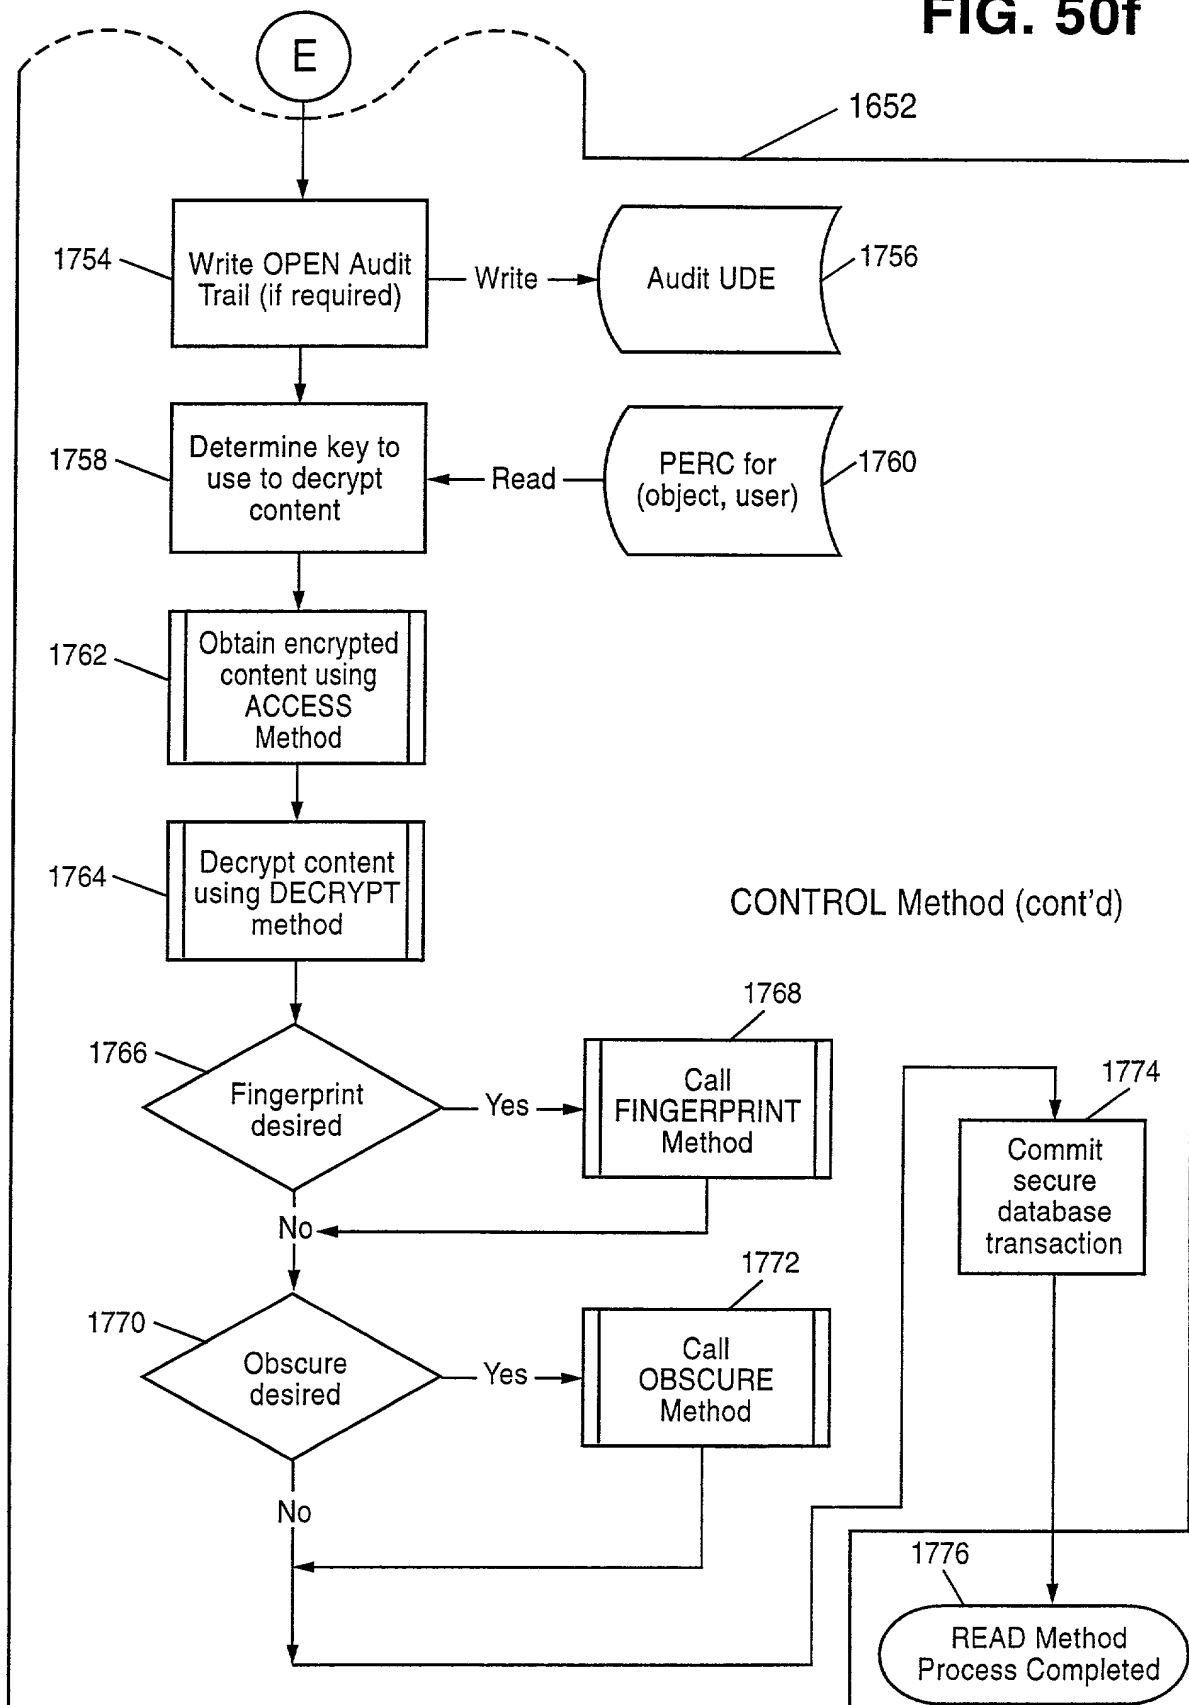 FIG. 50f
E
1652
1754
Write OPEN Audit
Trail (if required)
Write
Audit UDE
1756
1758
Determine key to
use to decrypt
content
Read
PERC for
(object, user)
1760
1762
Obtain encrypted
content using
ACCESS
Method
1764
Decrypt content
using DECRYPT
method
CONTROL Method (cont'd)
1766
Fingerprint
desired
Yes
1768
Call
FINGERPRINT
Method
No
1770
Obscure
desired
Yes
1772
Call
OBSCURE
Method
No
1774
Commit
secure
database
transaction
1776
READ Method
Process Completed